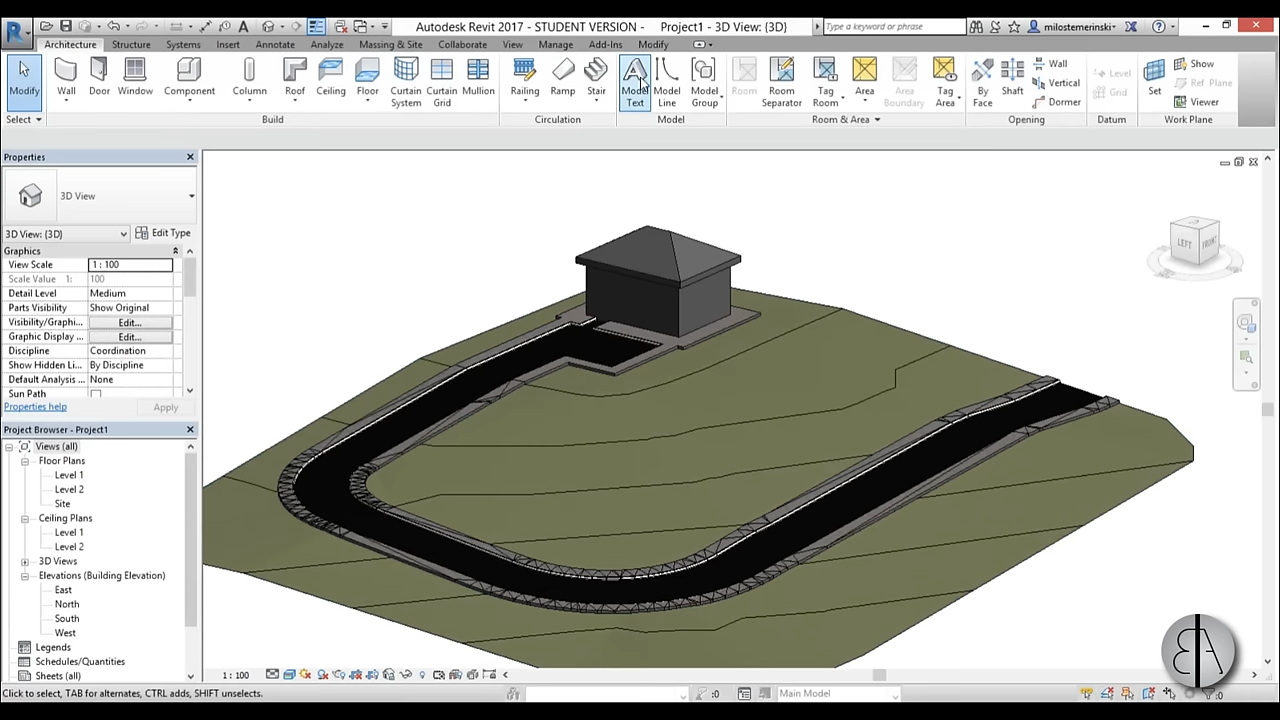 Autodesk Revit 2017 - STUDENT VERSION - Project1 - 3D View: {3D}
Type a keyword or phrase
milostemerinski...
Architecture Structure Systems Insert Annotate Analyze Massing & Site Collaborate View Manage Add-Ins Modify
Modify Wall Door Window Component Column Roof Ceiling Floor Curtain System Curtain Grid Mullion Railing Ramp Stair Model Text Model Line Model Group Room Room Separator Tag Room Area Area Boundary Tag Area By Face Shaft Wall Vertical Dormer Level Grid Set Show Ref Plane Viewer
Select Build Circulation Model Room & Area Opening Datum Work Plane
Properties
3D View
3D View: {3D} Edit Type
Graphics
View Scale 1 : 100
Scale Value 1: 100
Detail Level Medium
Parts Visibility Show Original
Visibility/Graphi... Edit...
Graphic Display ... Edit...
Discipline Coordination
Show Hidden Li... By Discipline
Default Analysis ... None
Sun Path
Properties help Apply
Project Browser - Project1
Views (all)
Floor Plans
Level 1
Level 2
Site
Ceiling Plans
Level 1
Level 2
3D Views
Elevations (Building Elevation)
East
North
South
West
Legends
Schedules/Quantities
Sheets (all)
LEFT FRONT
1 : 100
Click to select, TAB for alternates, CTRL adds, SHIFT unselects.
:0
Main Model
:0